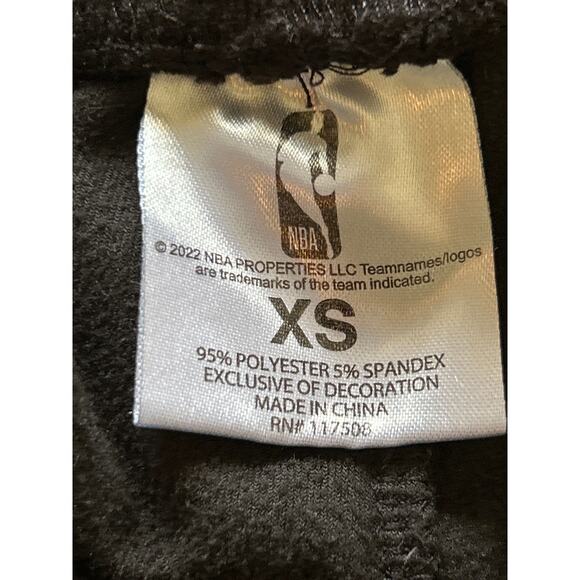 NBA
© 2022 NBA PROPERTIES LLC Teamnames/logos
are trademarks of the team indicated.
XS
95% POLYESTER 5% SPANDEX
EXCLUSIVE OF DECORATION
MADE IN CHINA
RN# 117508